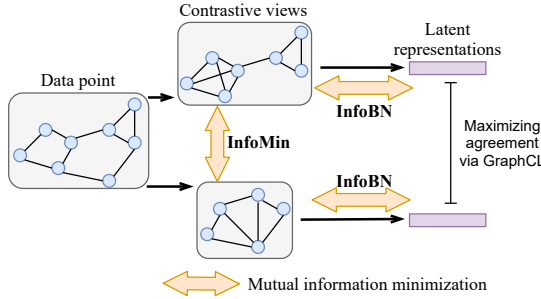 Contrastive views
Latent
representations
Data point
InfoBN
InfoMin
Maximizing
agreement
via GraphCL
InfoBN
Mutual information minimization